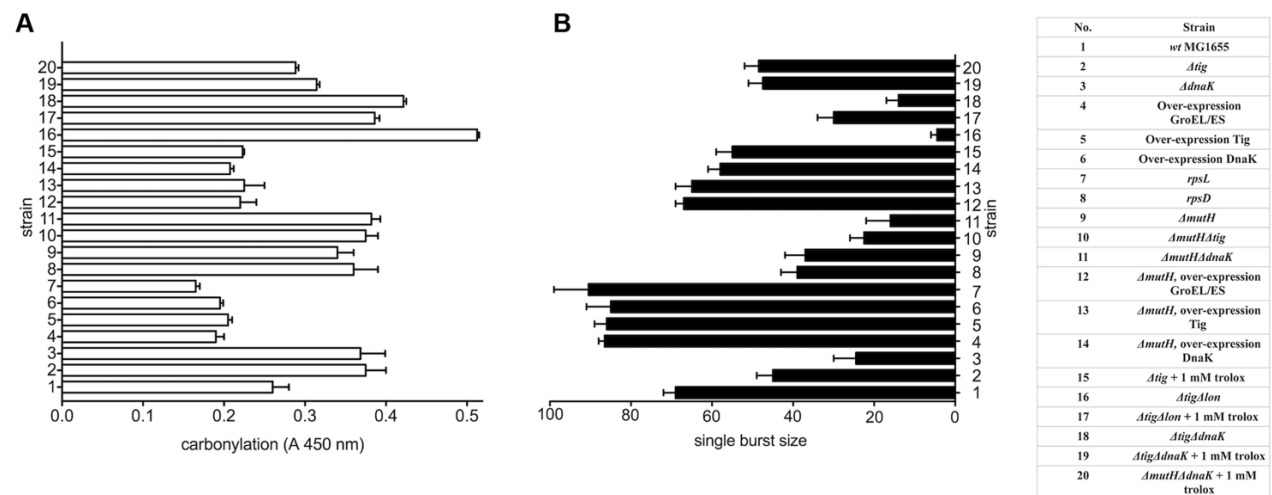 A
strain
20
19
18
17
16
15
14
13
12
11
10
9
8
7
6
5
4
3
2
1
0.0 0.1 0.2 0.3 0.4 0.5
carbonylation (A 450 nm)
B
20
19
18
17
16
15
14
13
12
11
10
9
8
7
6
5
4
3
2
1
strain
100 80 60 40 20 0
single burst size
No. Strain
1 wt MG1655
2 Δtig
3 ΔdnaK
4 Over-expression
GroEL/ES
5 Over-expression Tig
6 Over-expression DnaK
7 rpsL
8 rpsD
9 ΔmutH
10 ΔmutHΔtig
11 ΔmutHΔdnaK
12 ΔmutH, over-expression
GroEL/ES
13 ΔmutH, over-expression
Tig
14 ΔmutH, over-expression
DnaK
15 Δtig + 1 mM trolox
16 ΔtigΔlon
17 ΔtigΔlon + 1 mM trolox
18 ΔtigΔdnaK
19 ΔtigΔdnaK + 1 mM trolox
20 ΔmutHΔdnaK + 1 mM
trolox